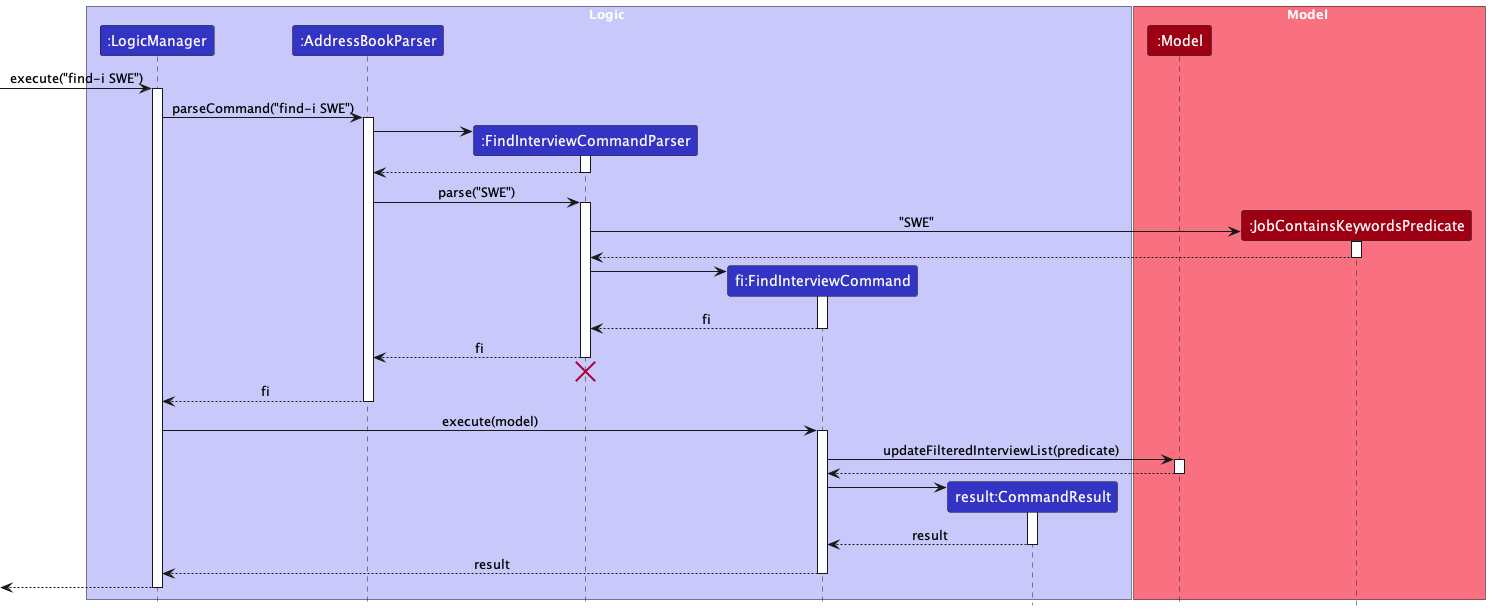 Logic
Model
:LogicManager
:AddressBookParser
:Model
execute("find-i SWE")
parseCommand("find-i SWE")
:FindInterviewCommandParser
parse("SWE")
"SWE"
:JobContainsKeywordsPredicate
fi:FindInterviewCommand
fi
fi
fi
execute(model)
updateFilteredInterviewList(predicate)
result:CommandResult
result
result